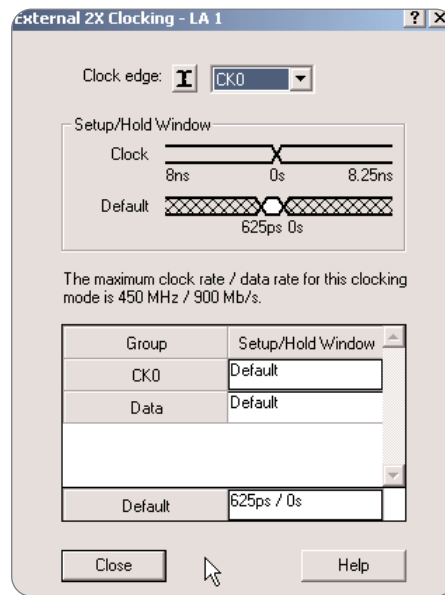 External 2X Clocking - LA 1
Clock edge: CK0
Setup/Hold Window
Clock
8ns 0s 8.25ns
Default
625ps 0s
The maximum clock rate / data rate for this clocking
mode is 450 MHz / 900 Mb/s.
Group Setup/Hold Window
CK0 Default
Data Default
Default 625ps / 0s
Close Help